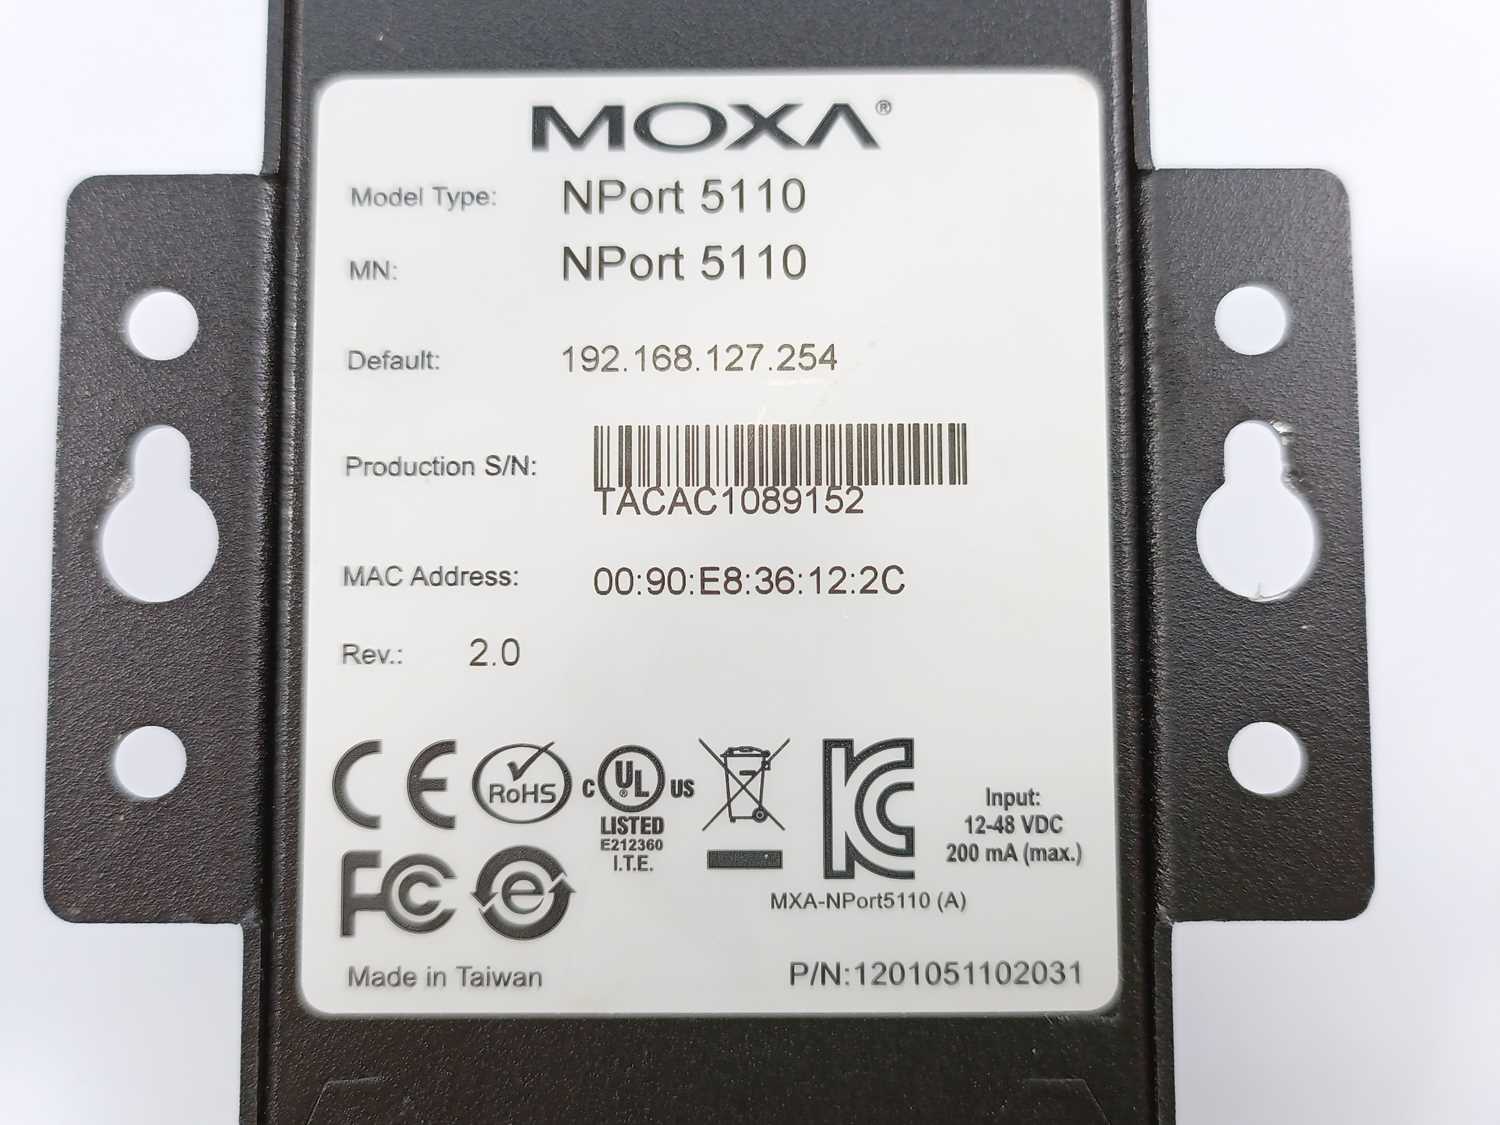 MOXA®
Model Type: NPort 5110
MN: NPort 5110
Default: 192.168.127.254
Production S/N: TACAC1089152
MAC Address: 00:90:E8:36:12:2C
Rev.: 2.0
CE RoHS c UL® US
LISTED
E212360
I.T.E.
KC
Input:
12-48 VDC
200 mA (max.)
FC e
MXA-NPort5110 (A)
Made in Taiwan
P/N:1201051102031